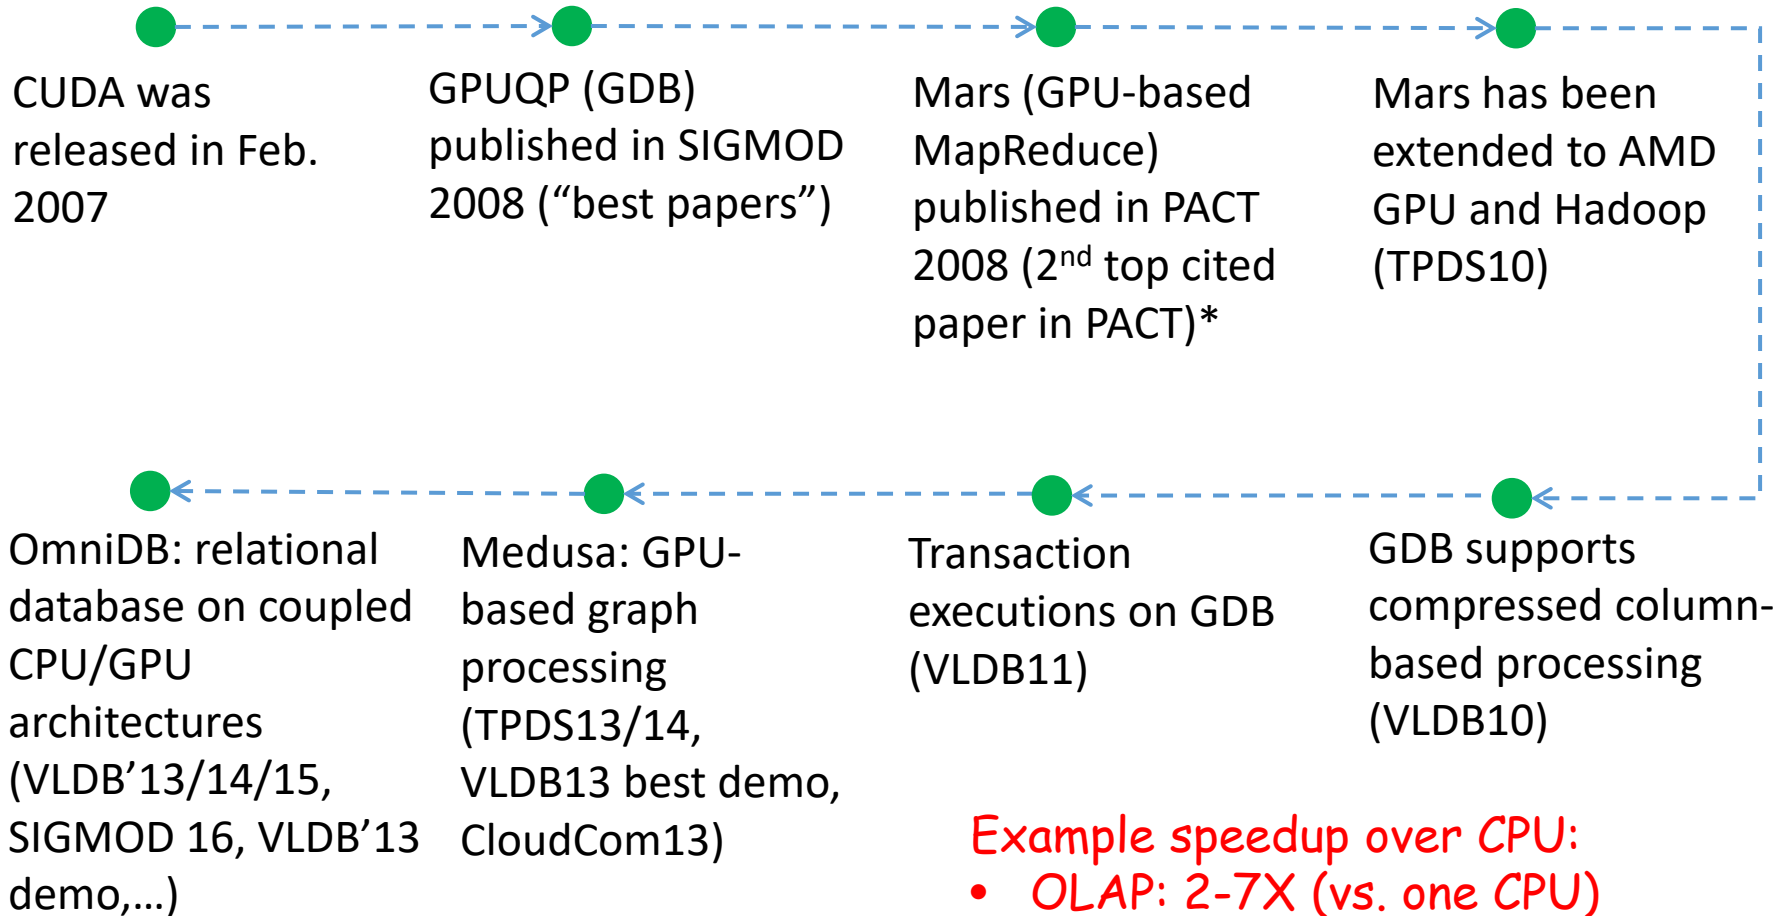 CUDA was
released in Feb.
2007
GPUQP (GDB)
published in SIGMOD
2008 (“best papers”)
Mars (GPU-based
MapReduce)
published in PACT
2008 (2nd top cited
paper in PACT)*
Mars has been
extended to AMD
GPU and Hadoop
(TPDS10)
GDB supports
compressed column-
based processing
(VLDB10)
Transaction
executions on GDB
(VLDB11)
Medusa: GPU-
based graph
processing
(TPDS13/14,
VLDB13 best demo,
CloudCom13)
OmniDB: relational
database on coupled
CPU/GPU
architectures
(VLDB’13/14/15,
SIGMOD 16, VLDB’13
demo,…)
Example speedup over CPU:
• OLAP: 2-7X (vs. one CPU)